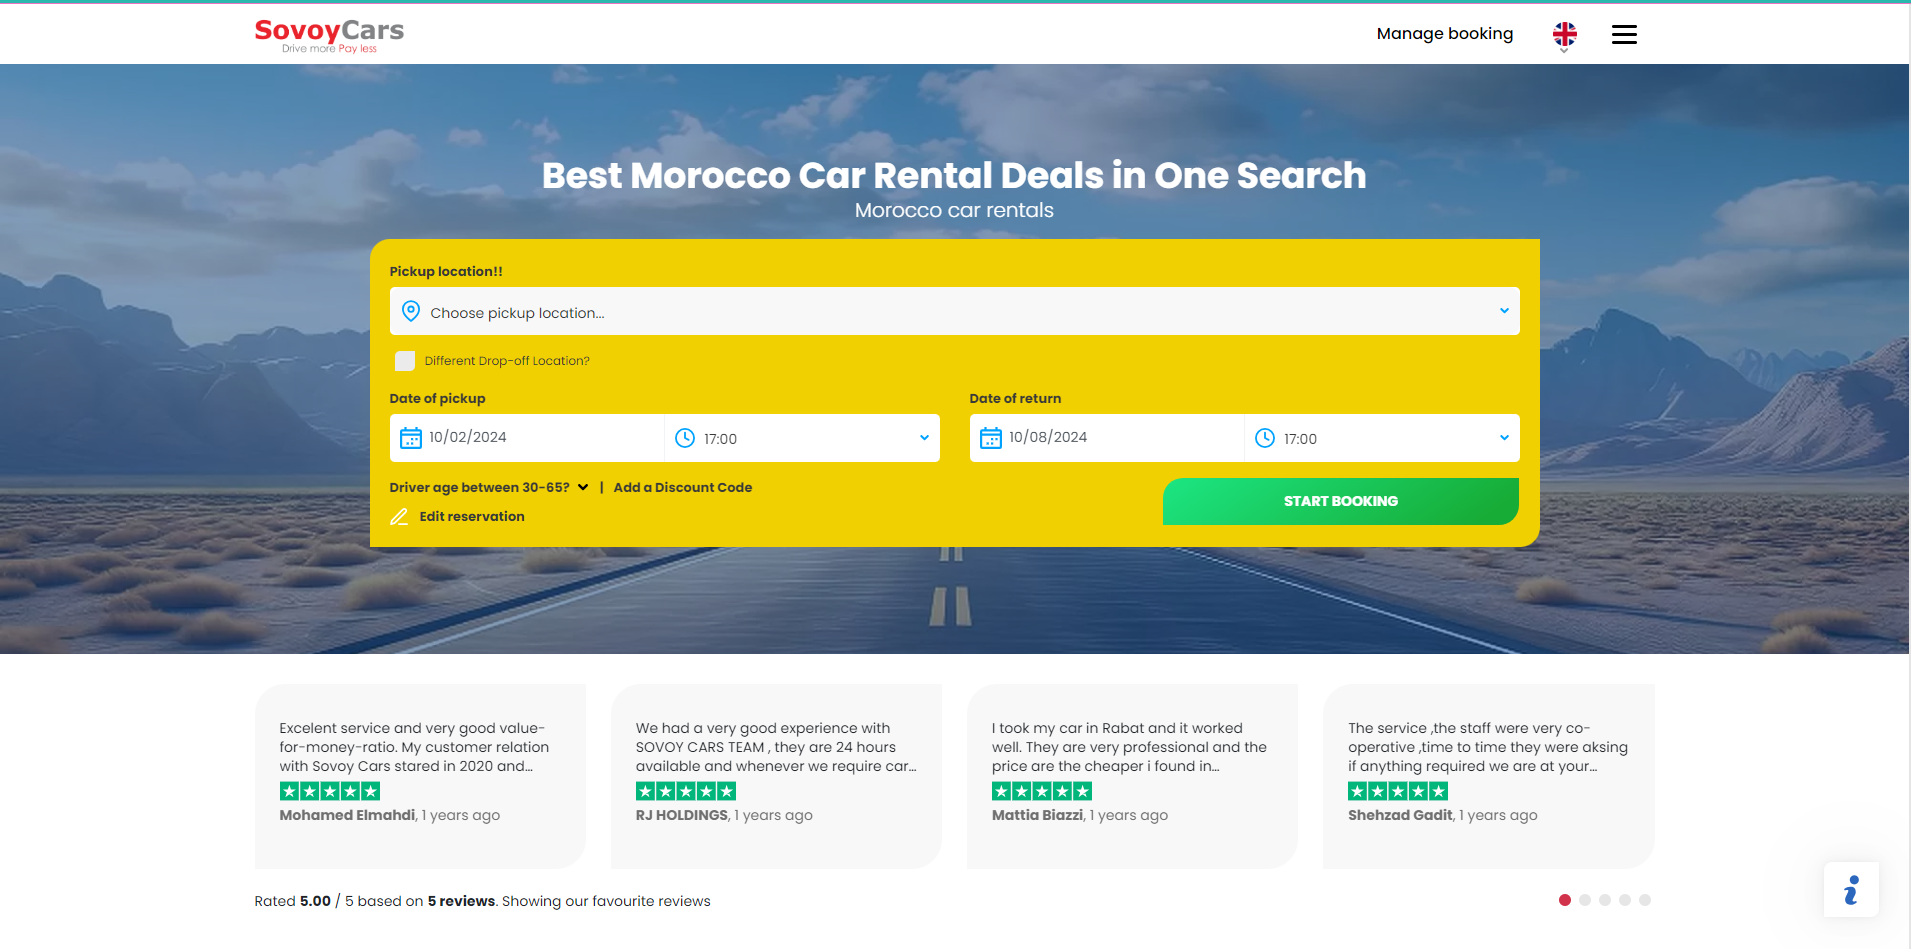 SovoyCars
Drive more Pay less
Manage booking
Best Morocco Car Rental Deals in One Search
Morocco car rentals
Pickup location!!
Choose pickup location...
Different Drop-off Location?
Date of pickup
Date of return
10/02/2024
17:00
10/08/2024
17:00
Driver age between 30-65? | Add a Discount Code
START BOOKING
Edit reservation
Excelent service and very good value-
for-money-ratio. My customer relation
with Sovoy Cars stared in 2020 and...
Mohamed Elmahdi, 1 years ago
We had a very good experience with
SOVOY CARS TEAM , they are 24 hours
available and whenever we require car...
RJ HOLDINGS, 1 years ago
I took my car in Rabat and it worked
well. They are very professional and the
price are the cheaper i found in...
Mattia Biazzi, 1 years ago
The service ,the staff were very co-
operative ,time to time they were aksing
if anything required we are at your...
Shehzad Gadit, 1 years ago
Rated 5.00 / 5 based on 5 reviews. Showing our favourite reviews